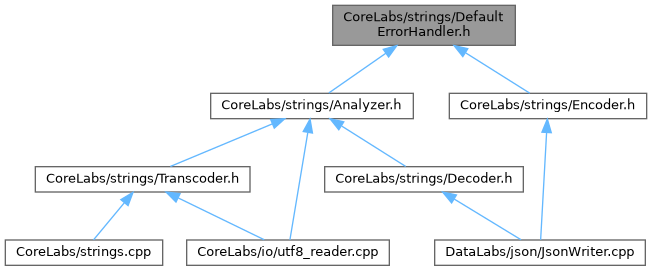 CoreLabs/strings/Default
ErrorHandler.h
CoreLabs/strings/Analyzer.h
CoreLabs/strings/Encoder.h
CoreLabs/strings/Transcoder.h
CoreLabs/strings/Decoder.h
CoreLabs/strings.cpp
CoreLabs/io/utf8_reader.cpp
DataLabs/json/JsonWriter.cpp